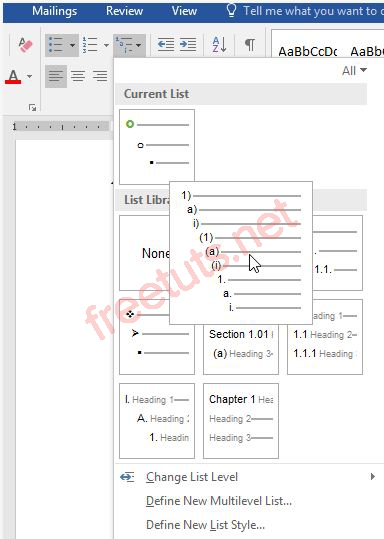 Mailings Review View Tell me what you want to d
AaBbCcDc AaBbCc
A
All
Current List
1
1)
a)
i)
(1)
(a)
(i)
1.
a.
i.
List Libra
None
1.1.
freetuts.net
Section 1.01 H
(a) Heading 3
1.1 Heading 2
1.1.1 Heading
I. Heading 1
A. Heading 2
1. Headin
Chapter 1 Hea
Heading 2
Heading 3
Change List Level
Define New Multilevel List...
Define New List Style...